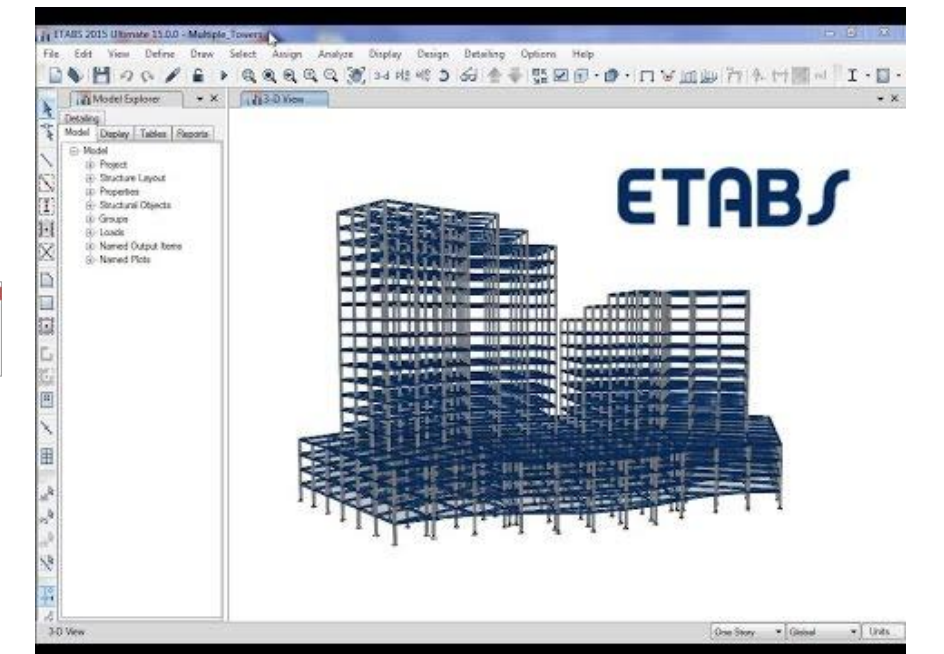 ETABS 2015 Ultimate 15.0.0 - Multiple_Towers
File Edit View Define Draw Select Assign Analyze Display Design Detailing Options Help
3-d
Model Explorer
3-D View
Detailing
Model Display Tables Reports
Model
Project
Structure Layout
Properties
Structural Objects
Groups
Loads
Named Output Items
Named Plots
ETABS
3-D View
One Story
Global
Units...